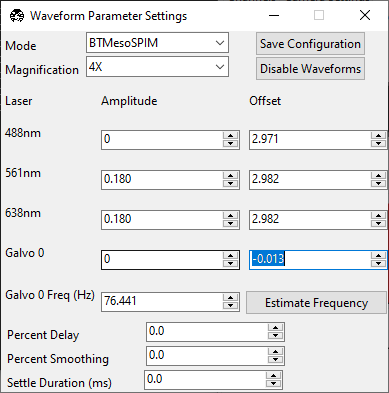 Waveform Parameter Settings
Mode BTMesoSPIM Save Configuration
Magnification 4X Disable Waveforms
Laser Amplitude Offset
488nm 0 2.971
561nm 0.180 2.982
638nm 0.180 2.982
Galvo 0 0 -0.013
Galvo 0 Freq (Hz) 76.441 Estimate Frequency
Percent Delay 0.0
Percent Smoothing 0.0
Settle Duration (ms) 0.0